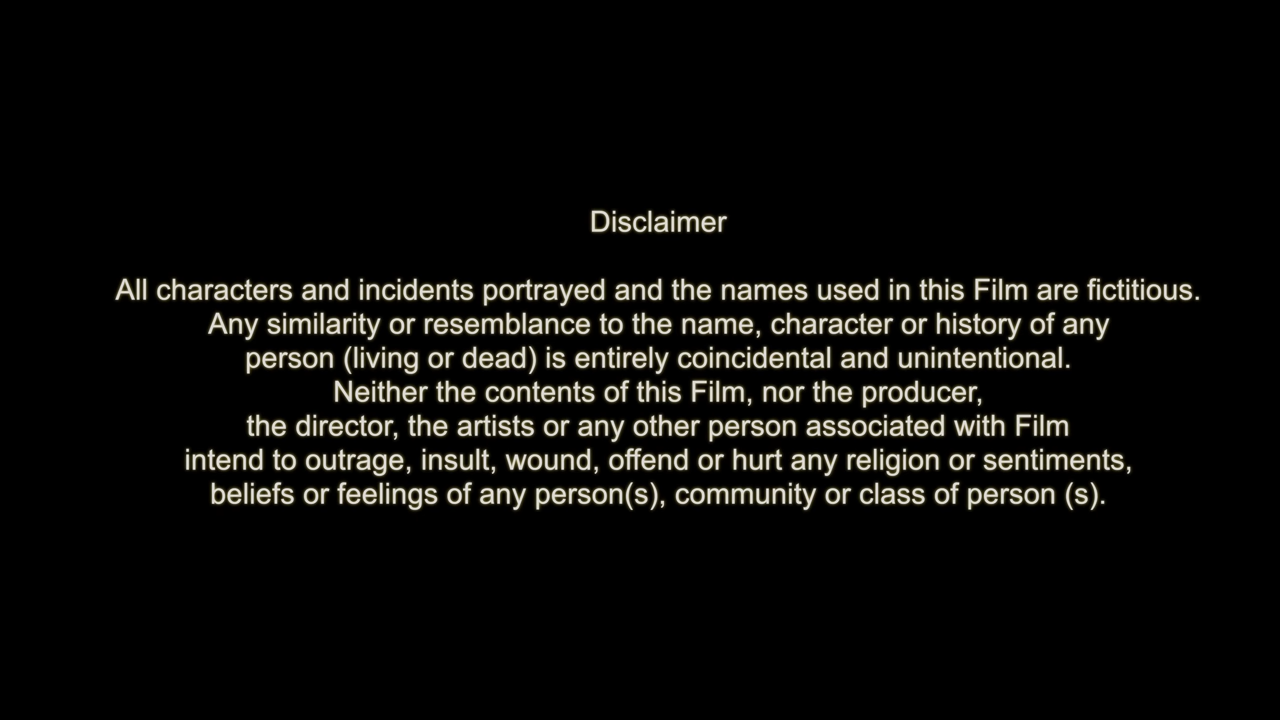 Disclaimer
All characters and incidents portrayed and the names used in this Film are fictitious.
Any similarity or resemblance to the name, character or history of any
person (living or dead) is entirely coincidental and unintentional.
Neither the contents of this Film, nor the producer,
the director, the artists or any other person associated with Film
intend to outrage, insult, wound, offend or hurt any religion or sentiments,
beliefs or feelings of any person(s), community or class of person (s).